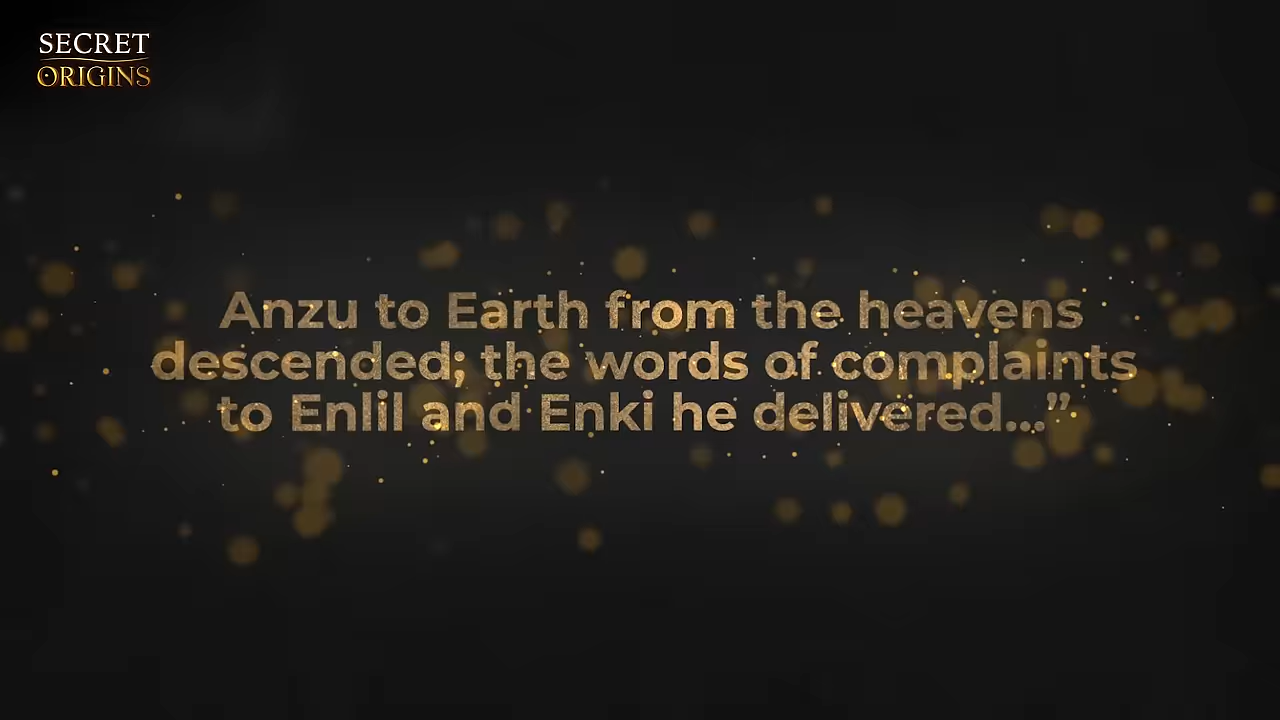 SECRET
ORIGINS
Anzu to Earth from the heavens
descended; the words of complaints
to Enlil and Enki he delivered...”